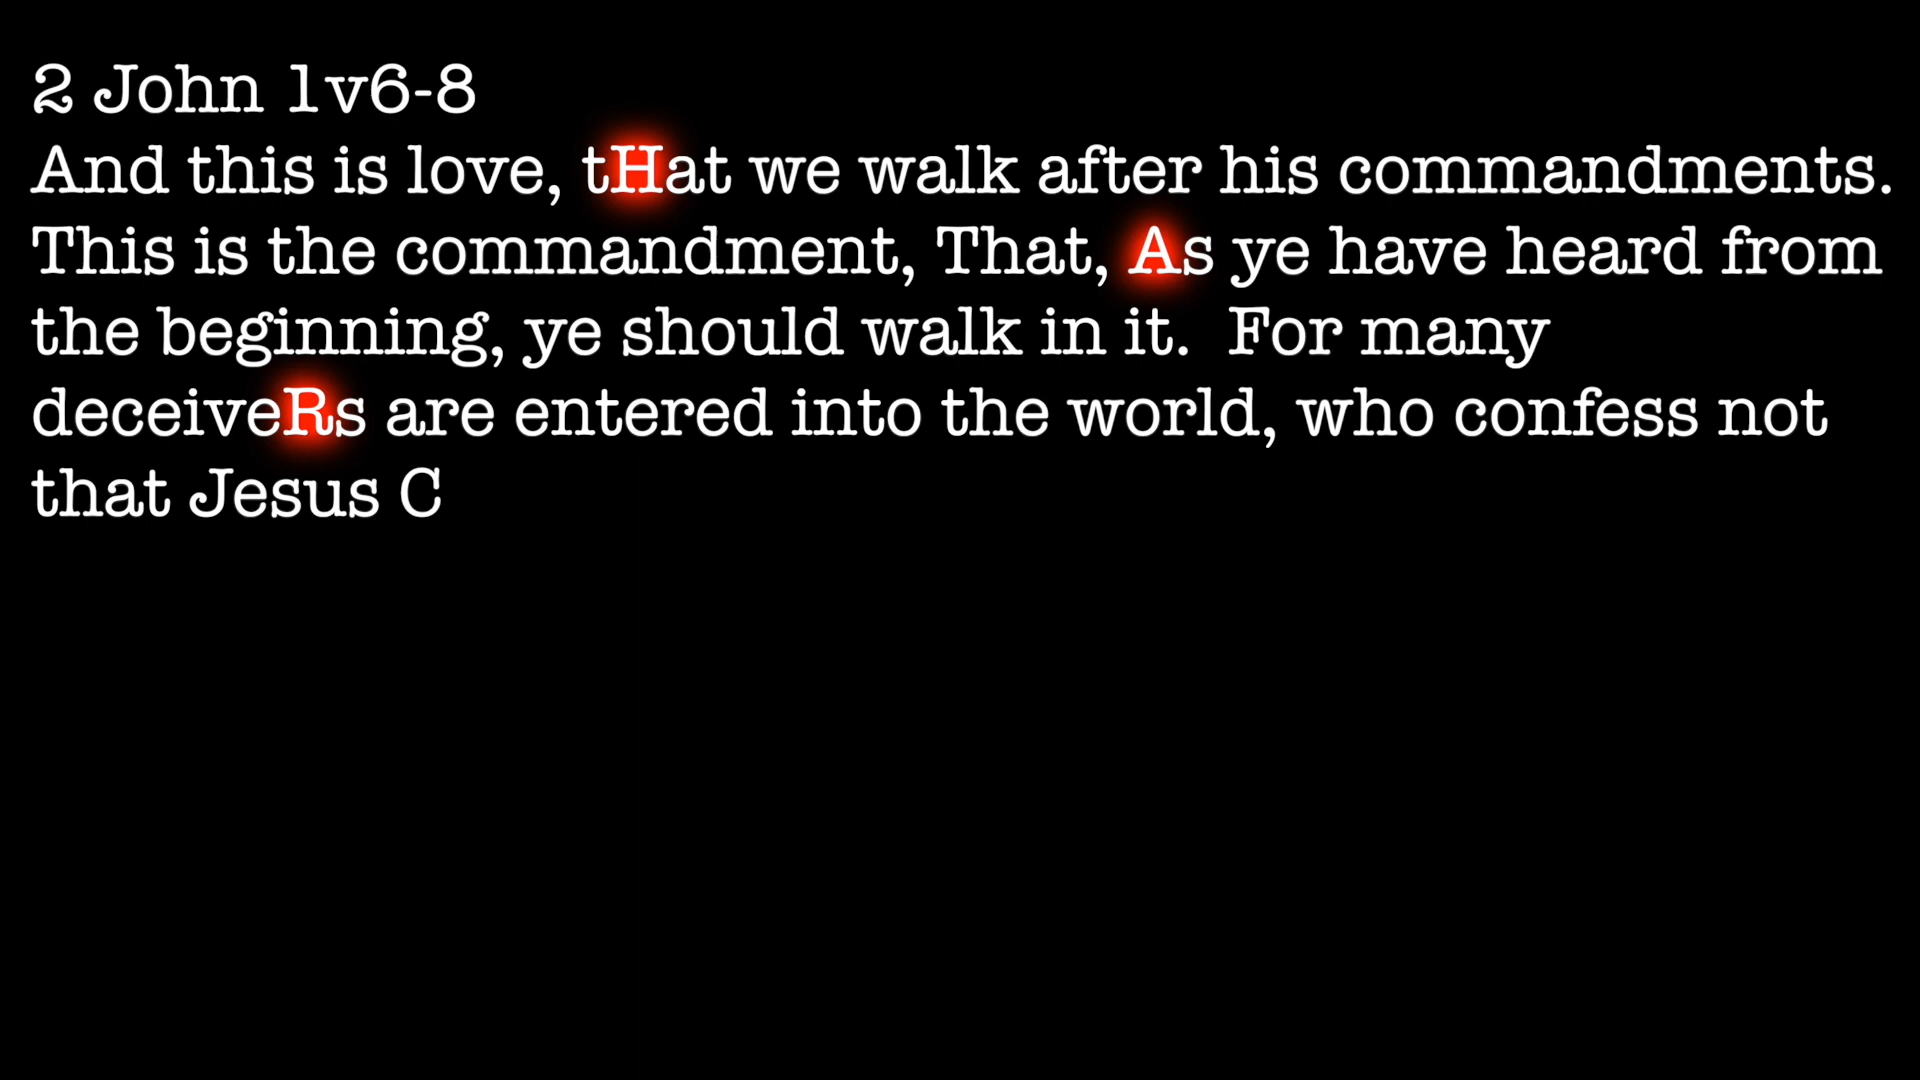 2 John 1v6-8
And this is love, tHat we walk after his commandments.
This is the commandment, That, As ye have heard from
the beginning, ye should walk in it.  For many
deceiveRs are entered into the world, who confess not
that Jesus C